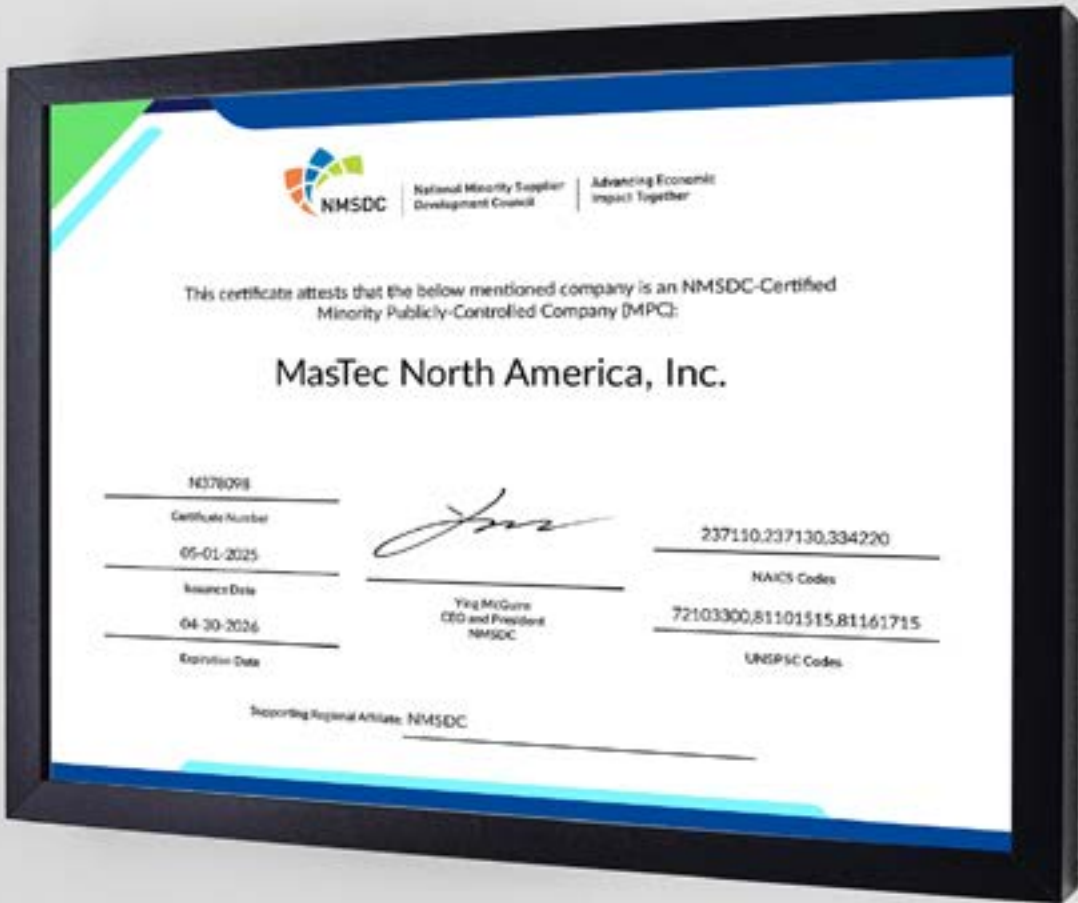 NMSDC
National Minority Supplier
Development Council
Advancing Economic
Impact Together
This certificate attests that the below mentioned company is an NMSDC-Certified
Minority Publicly-Controlled Company (MPC):
MasTec North America, Inc.
N378098
Certificate Number
05-01-2025
Issuance Date
04-30-2026
Expiration Date
Ying McGuire
CEO and President
NMSDC
237110,237130,334220
NAICS Codes
72103300,81101515,81161715
UNSPSC Codes
Supporting Regional Affiliate: NMSDC